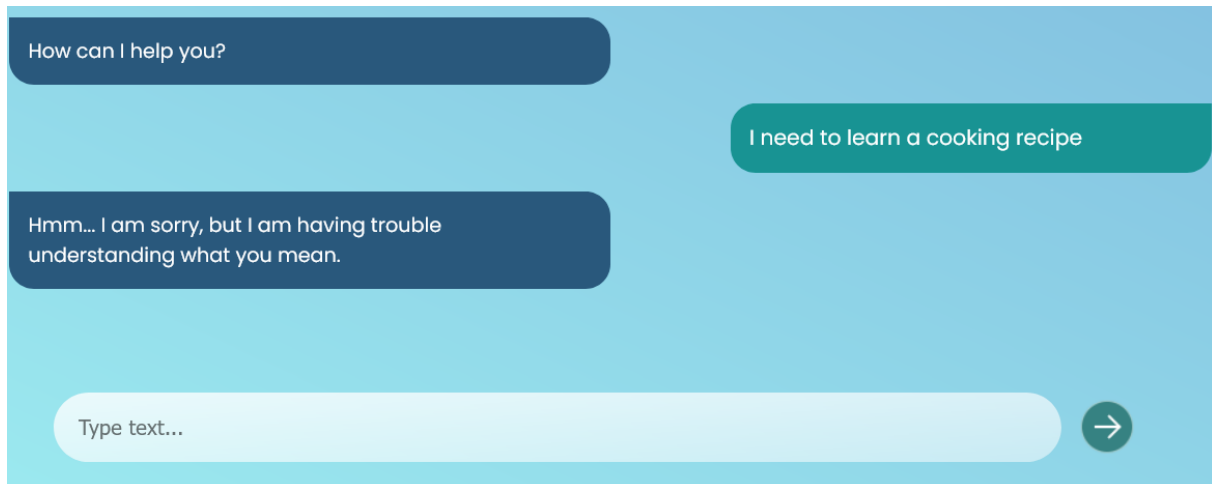 How can I help you?
I need to learn a cooking recipe
Hmm... I am sorry, but I am having trouble
understanding what you mean.
Type text...